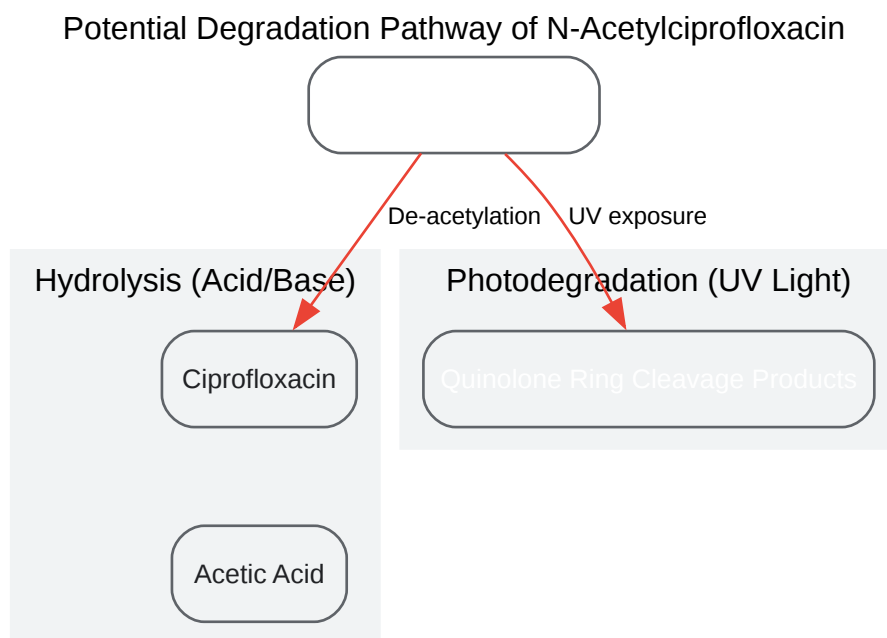 Potential Degradation Pathway of N-Acetylciprofloxacin
De-acetylation
UV exposure
Hydrolysis (Acid/Base)
Photodegradation (UV Light)
Ciprofloxacin
Quinolone Ring Cleavage Products
Acetic Acid